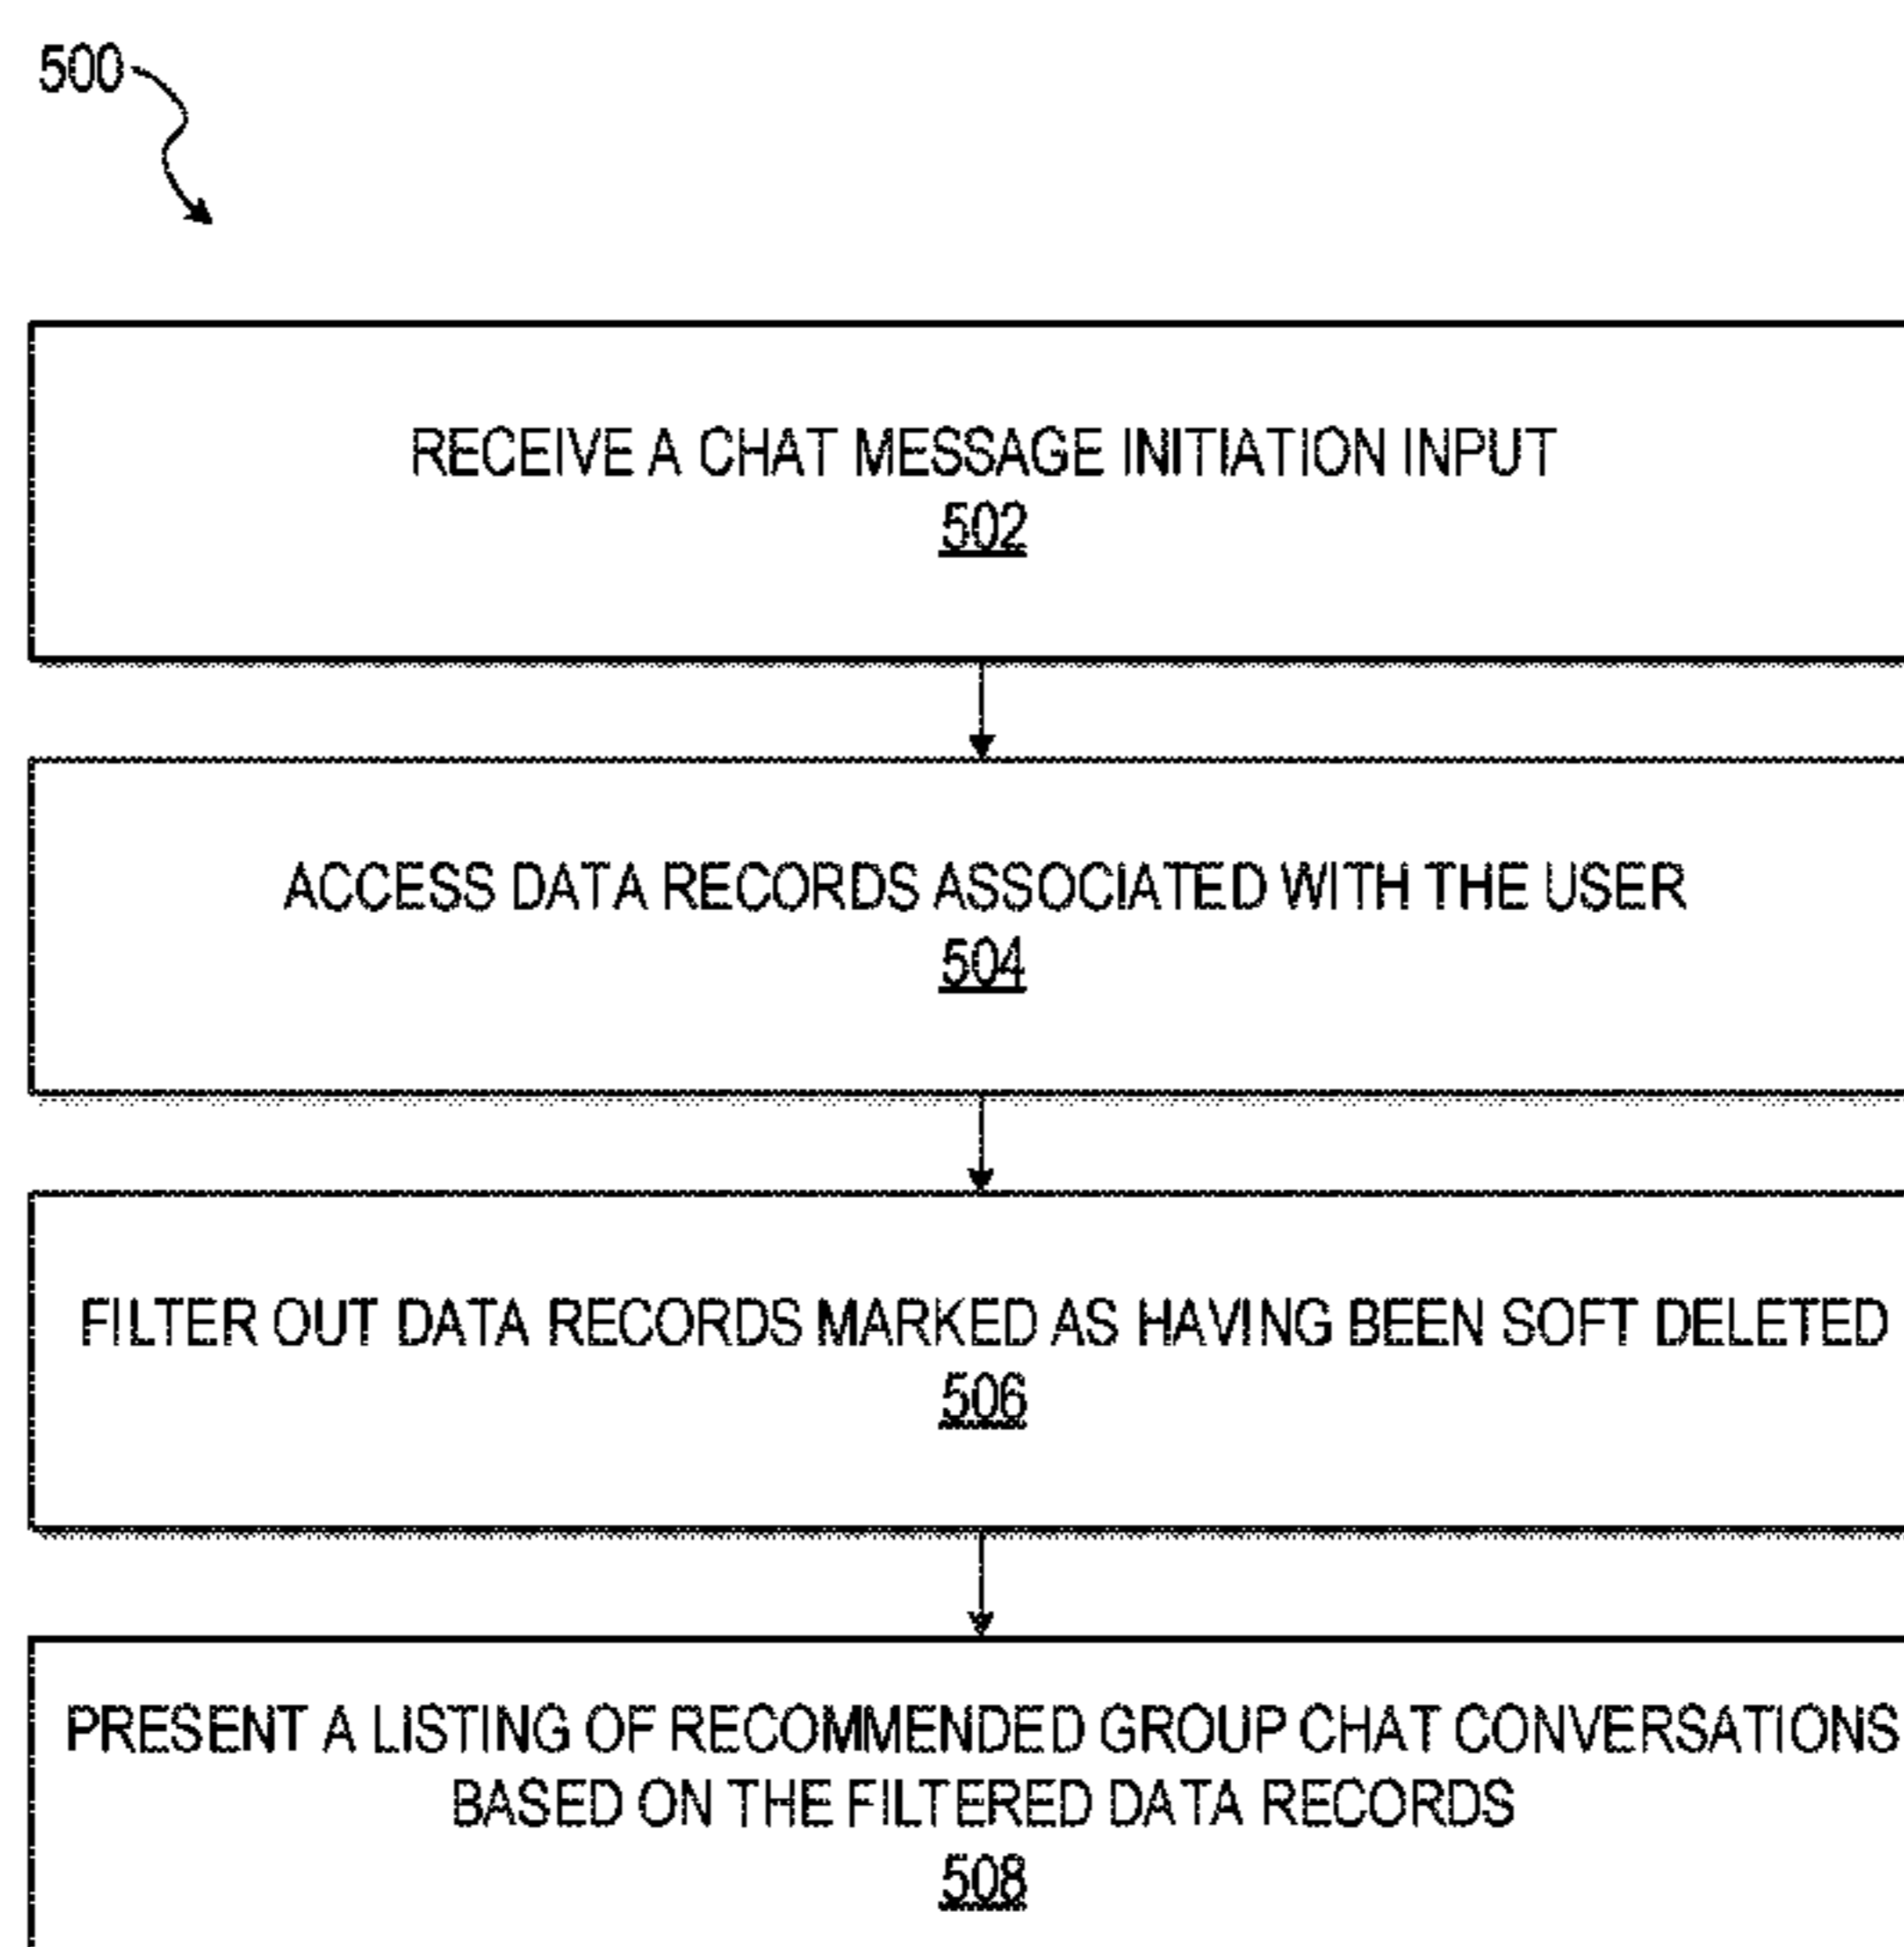 500
RECEIVE A CHAT MESSAGE INITIATION INPUT
502
ACCESS DATA RECORDS ASSOCIATED WITH THE USER
504
FILTER OUT DATA RECORDS MARKED AS HAVING BEEN SOFT DELETED
506
PRESENT A LISTING OF RECOMMENDED GROUP CHAT CONVERSATIONS
BASED ON THE FILTERED DATA RECORDS
508